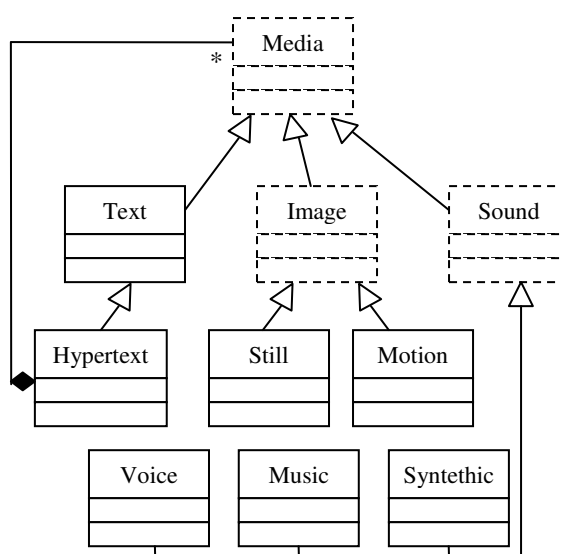 Media
*
Text
Image
Sound
Hypertext
Still
Motion
Voice
Music
Syntethic